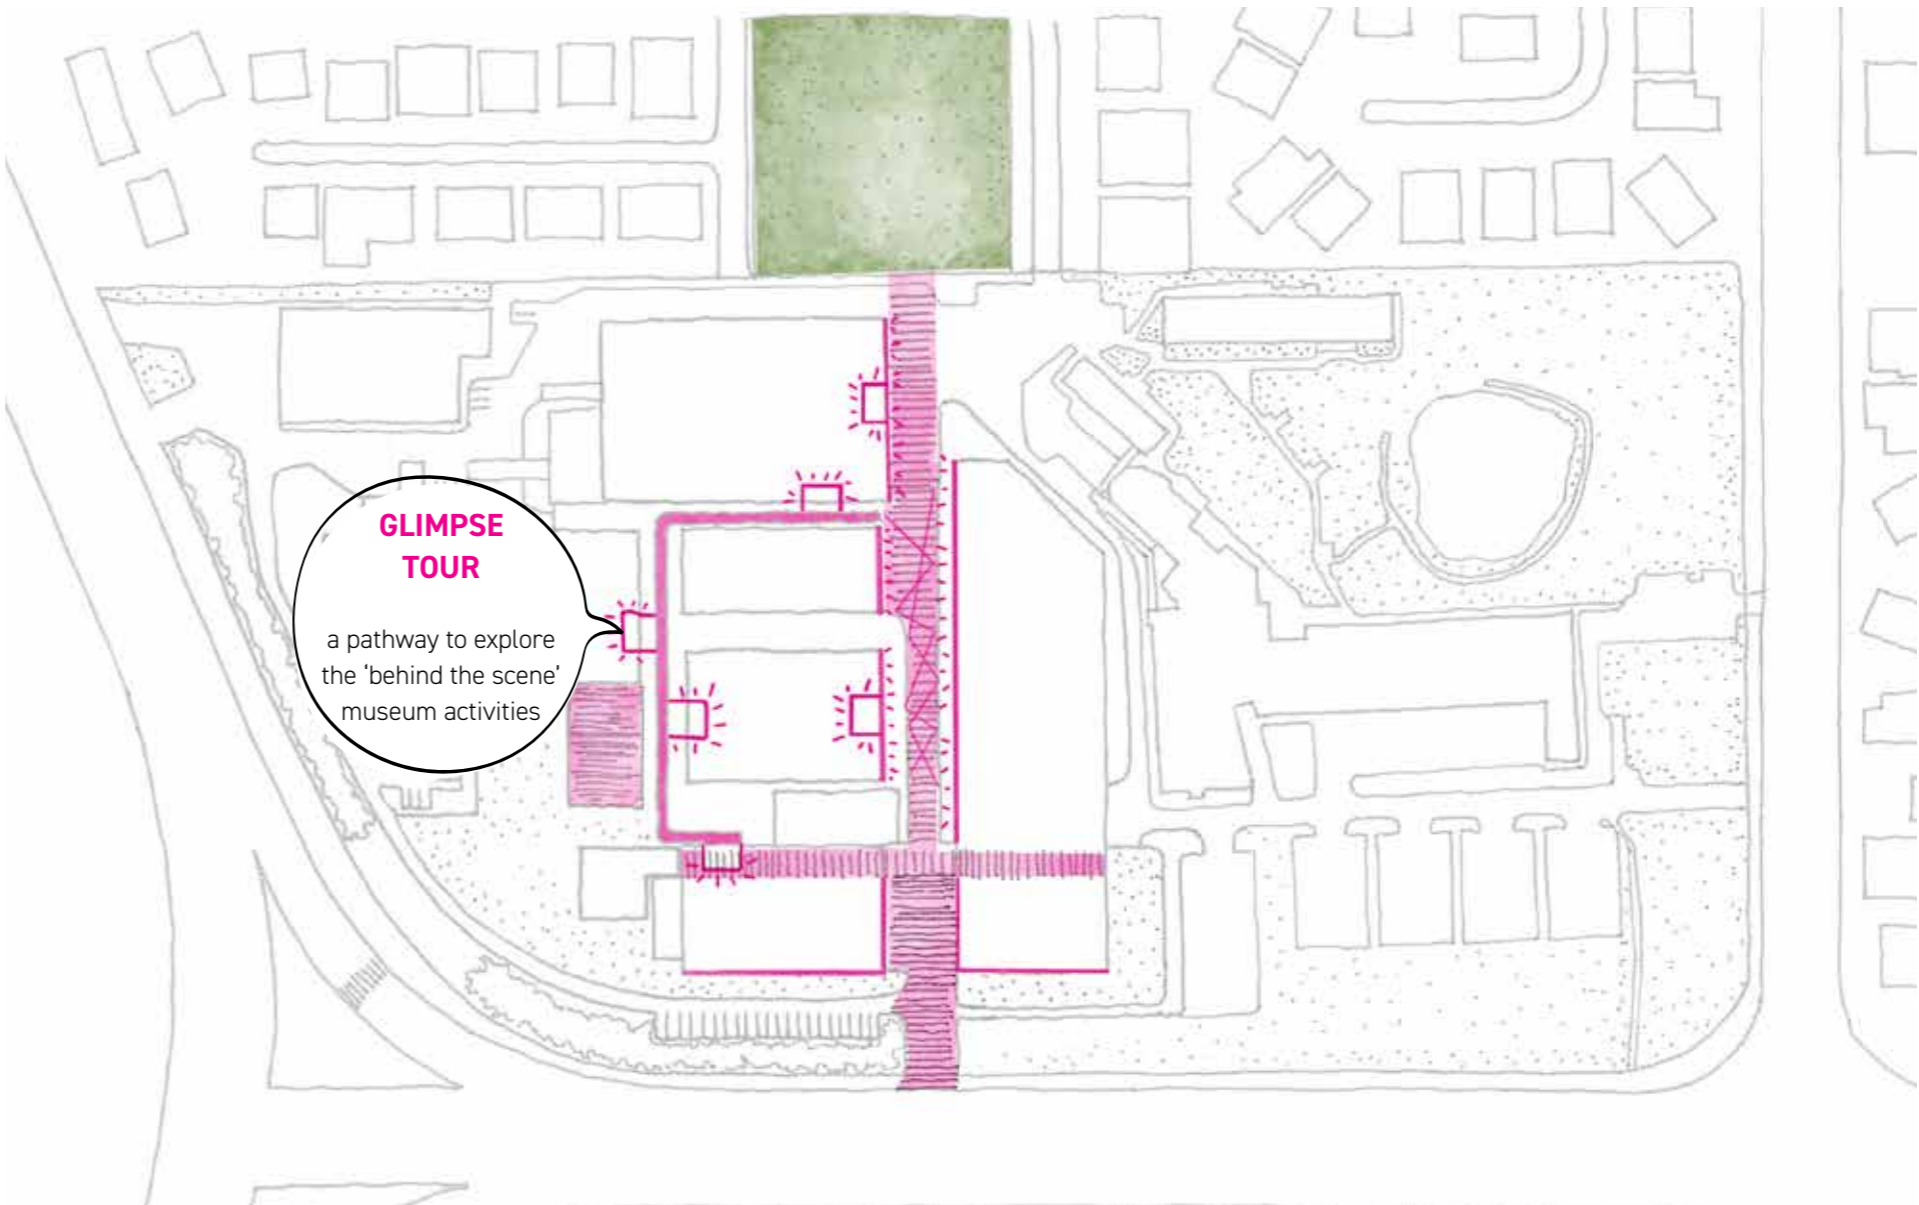 GLIMPSE
TOUR
a pathway to explore
the ‘behind the scene’
museum activities